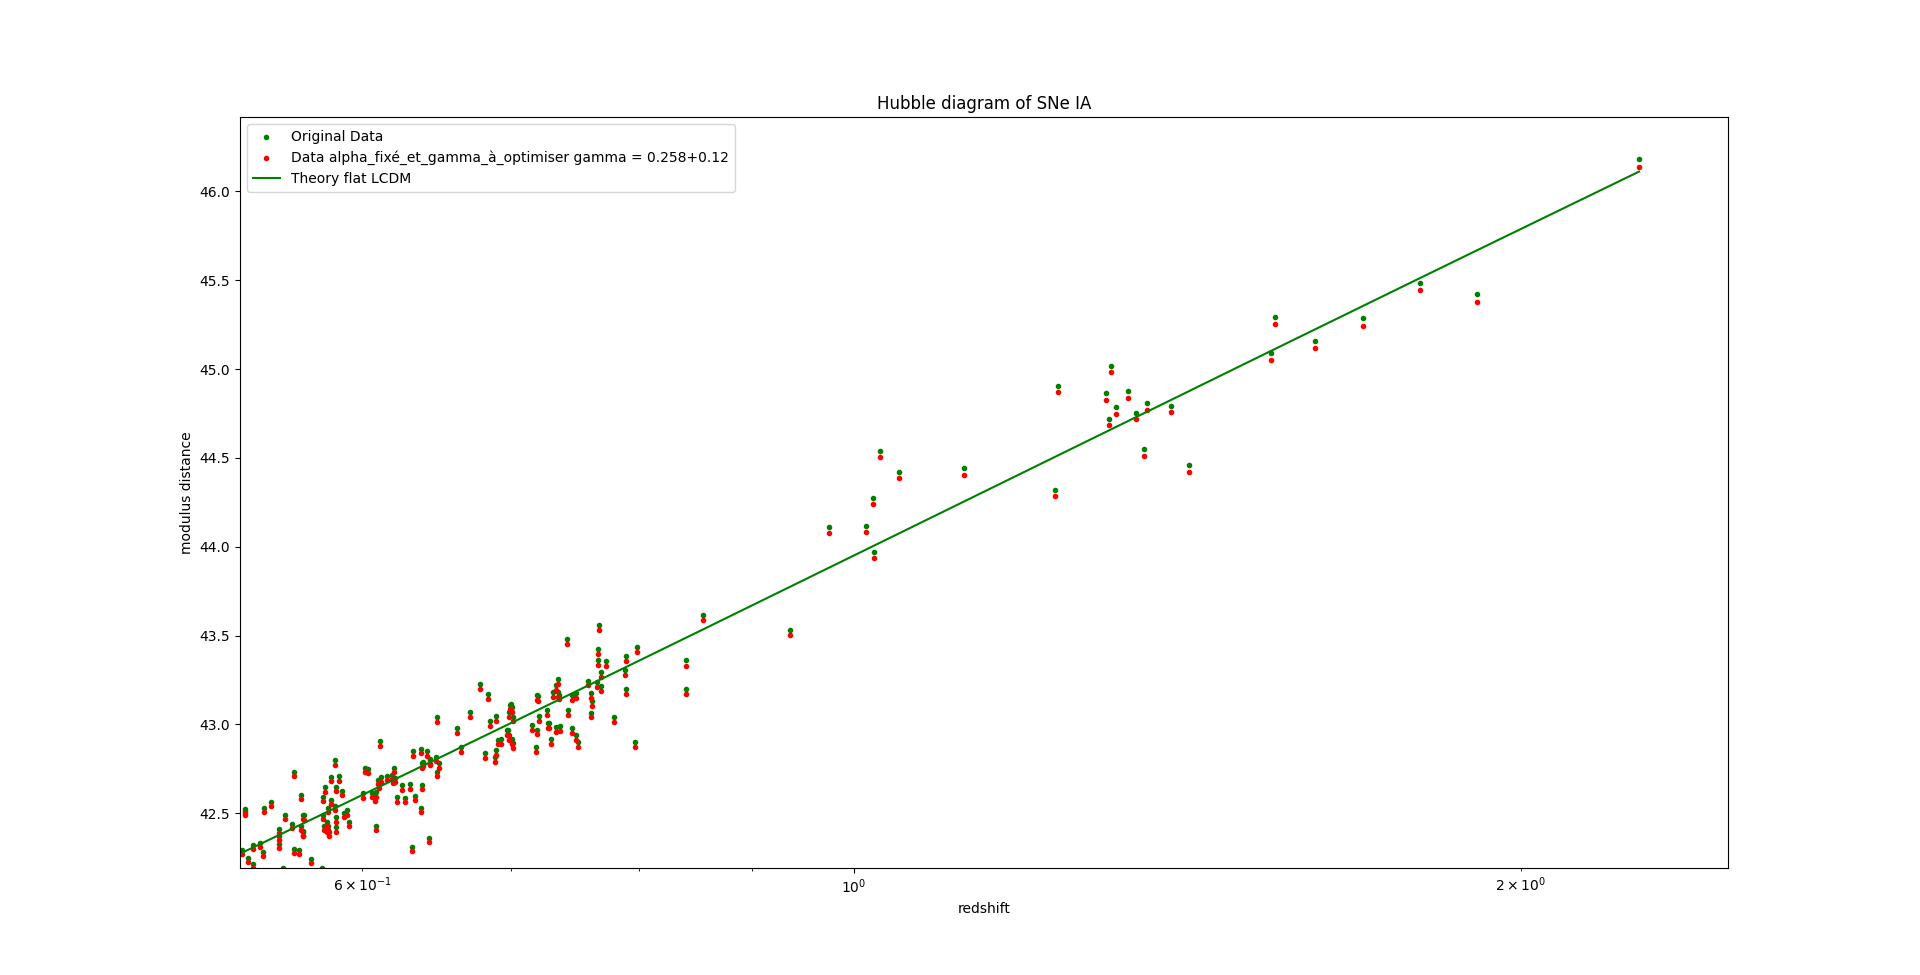 Hubble diagram of SNe IA
Original Data
Data alpha_fixé_et_gamma_à_optimiser gamma = 0.258+0.12
Theory flat LCDM
46.0
45.5
45.0
44.5
44.0
43.5
43.0
42.5
modulus distance
6 × 10⁻¹
10⁰
2 × 10⁰
redshift